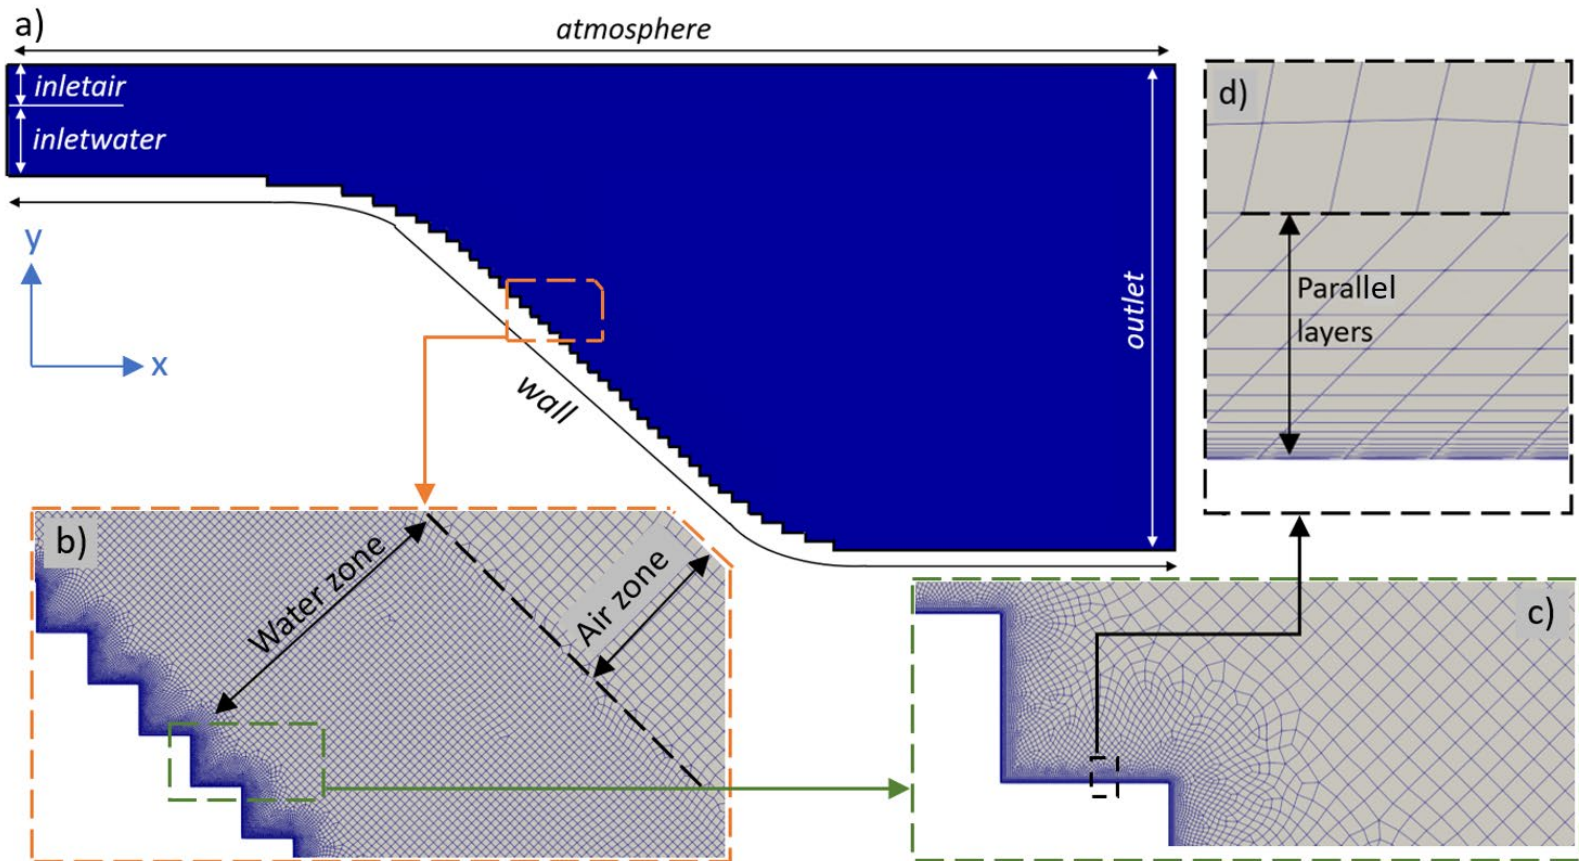 a)
atmosphere
inletair
inletwater
y
x
outlet
wall
b)
Water zone
Air zone
c)
d)
Parallel
layers